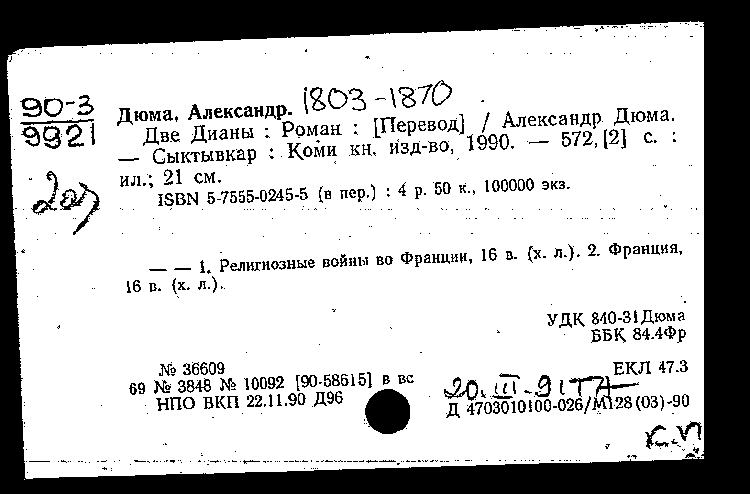 90-3
9921
Дюма, Александр. 1803-1870
Две Дианы : Роман : [Перевод] / Александр Дюма.
— Сыктывкар : Коми кн. изд-во, 1990. — 572, [2] с. :
ил.; 21 см.
ISBN 5-7555-0245-5 (в пер.) : 4 р. 50 к., 100000 экз.
— — 1. Религиозные войны во Франции, 16 в. (х. л.). 2. Франция,
16 в. (х. л.).
УДК 840-31Дюма
ББК 84.4Фр
№ 36609
ЕКЛ 47.3
69 № 3848 № 10092 [90-58615] в вс
НПО ВКП 22.11.90 Д96
20.III-91
Д 4703010100-026/М128(03)-90